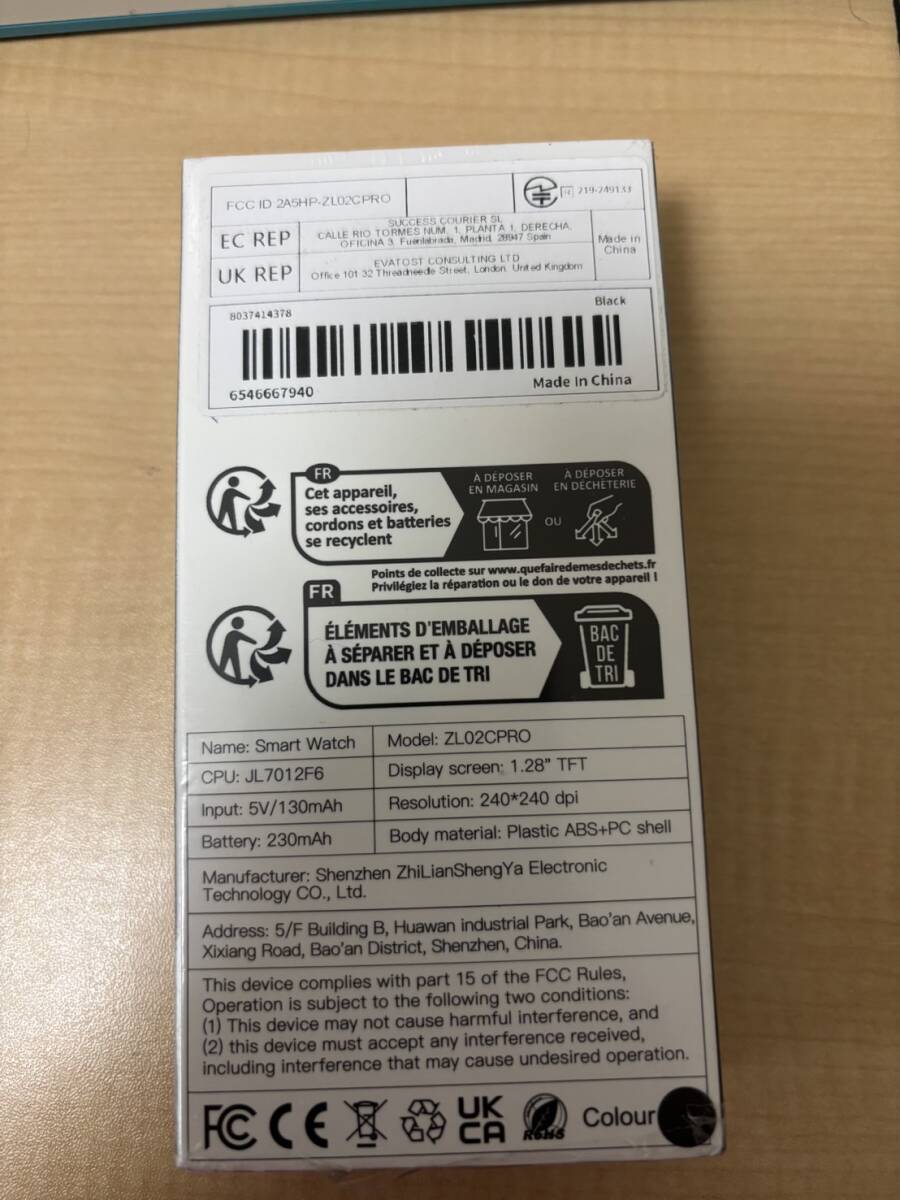 FCC ID 2A5HP-ZL02CPRO
R 219-249133
EC REP
SUCCESS COURIER SL
CALLE RIO TORMES NUM. 1, PLANTA 1, DERECHA,
OFICINA 3, Fuenlabrada, Madrid, 28947 Spain
Made in
China
UK REP
EVATOST CONSULTING LTD
Office 101 32 Threadneedle Street, London, United Kingdom
8037414378
Black
6546667940
Made In China
FR
Cet appareil,
ses accessoires,
cordons et batteries
se recyclent
À DÉPOSER
EN MAGASIN
OU
À DÉPOSER
EN DÉCHÈTERIE
Points de collecte sur www.quefairedemesdechets.fr
Privilégiez la réparation ou le don de votre appareil !
FR
ÉLÉMENTS D'EMBALLAGE
À SÉPARER ET À DÉPOSER
DANS LE BAC DE TRI
BAC
DE
TRI
Name: Smart Watch
Model: ZL02CPRO
CPU: JL7012F6
Display screen: 1.28” TFT
Input: 5V/130mAh
Resolution: 240*240 dpi
Battery: 230mAh
Body material: Plastic ABS+PC shell
Manufacturer: Shenzhen ZhiLianShengYa Electronic
Technology CO., Ltd.
Address: 5/F Building B, Huawan industrial Park, Bao'an Avenue,
Xixiang Road, Bao'an District, Shenzhen, China.
This device complies with part 15 of the FCC Rules,
Operation is subject to the following two conditions:
(1) This device may not cause harmful interference, and
(2) this device must accept any interference received,
including interference that may cause undesired operation.
FC CE UK
CA
RoHS
Colour